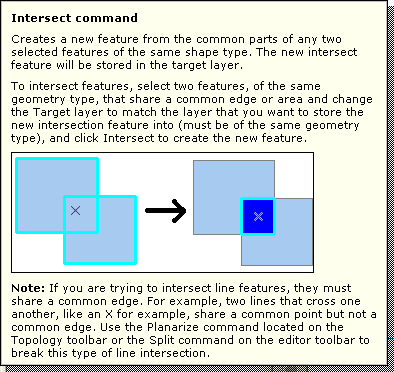 Intersect command
Creates a new feature from the common parts of any two
selected features of the same shape type. The new intersect
feature will be stored in the target layer.
To intersect features, select two features, of the same
geometry type, that share a common edge or area and change
the Target layer to match the layer that you want to store the
new intersection feature into (must be of the same geometry
type), and click Intersect to create the new feature.
Note: If you are trying to intersect line features, they must
share a common edge. For example, two lines that cross one
another, like an X for example, share a common point but not a
common edge. Use the Planarize command located on the
Topology toolbar or the Split command on the editor toolbar to
break this type of line intersection.